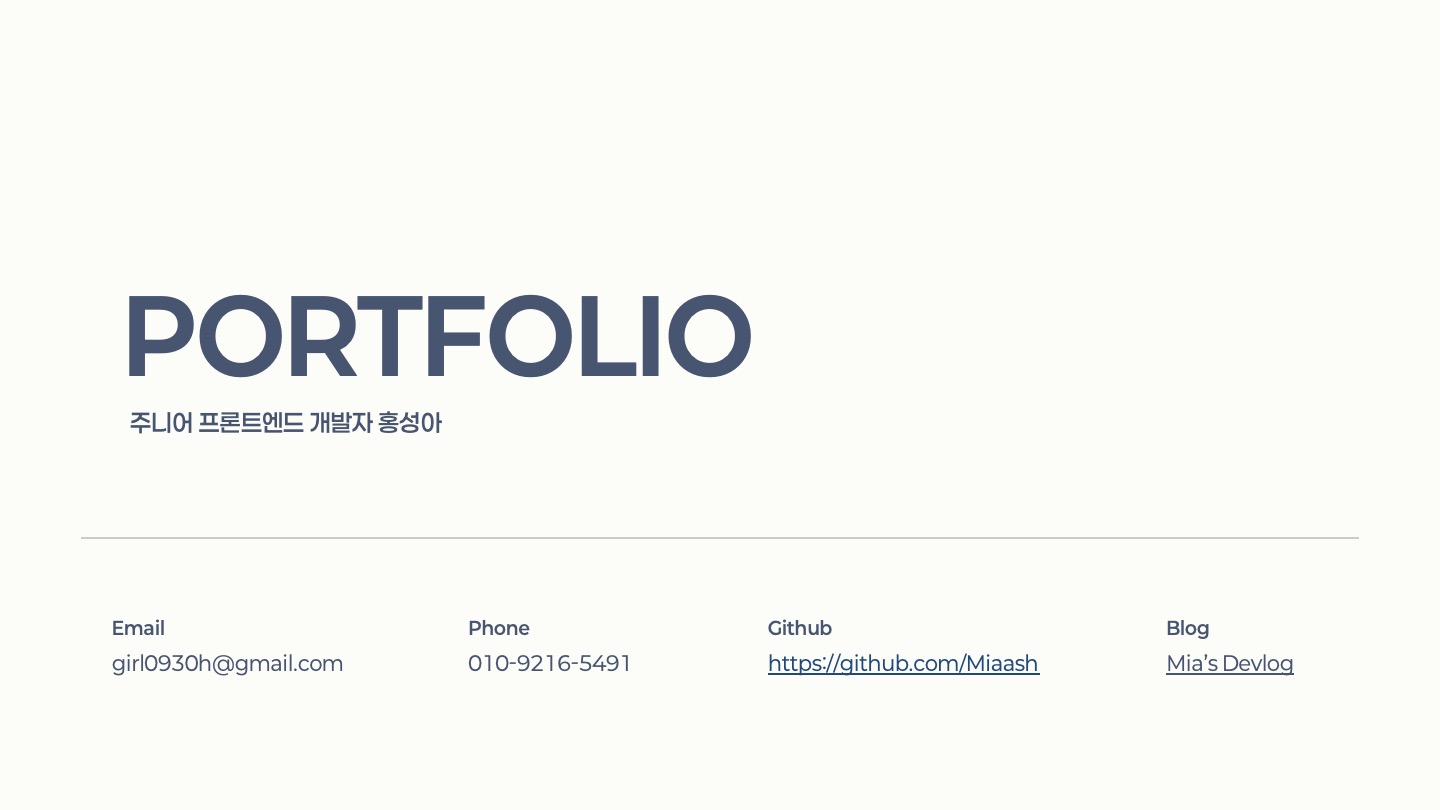 PORTFOLIO
주니어 프론트엔드 개발자 홍성아
Email
girl0930h@gmail.com
Phone
010-9216-5491
Github
https://github.com/Miaash
Blog
Mia’s Devlog